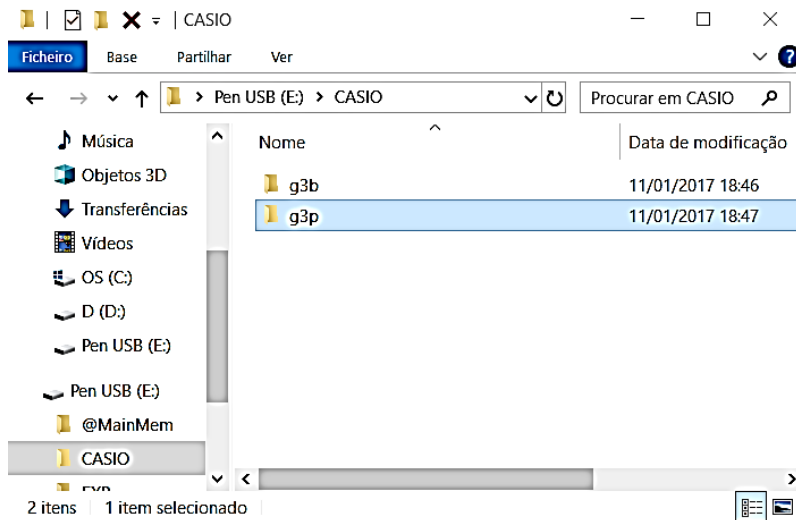 CASIO
Ficheiro Base Partilhar Ver ?
Pen USB (E:) CASIO Procurar em CASIO
Música Nome Data de modificação
Objetos 3D g3b 11/01/2017 18:46
Transferências g3p 11/01/2017 18:47
Vídeos
OS (C:)
D (D:)
Pen USB (E:)
Pen USB (E:)
@MainMem
CASIO
2 itens 1 item selecionado